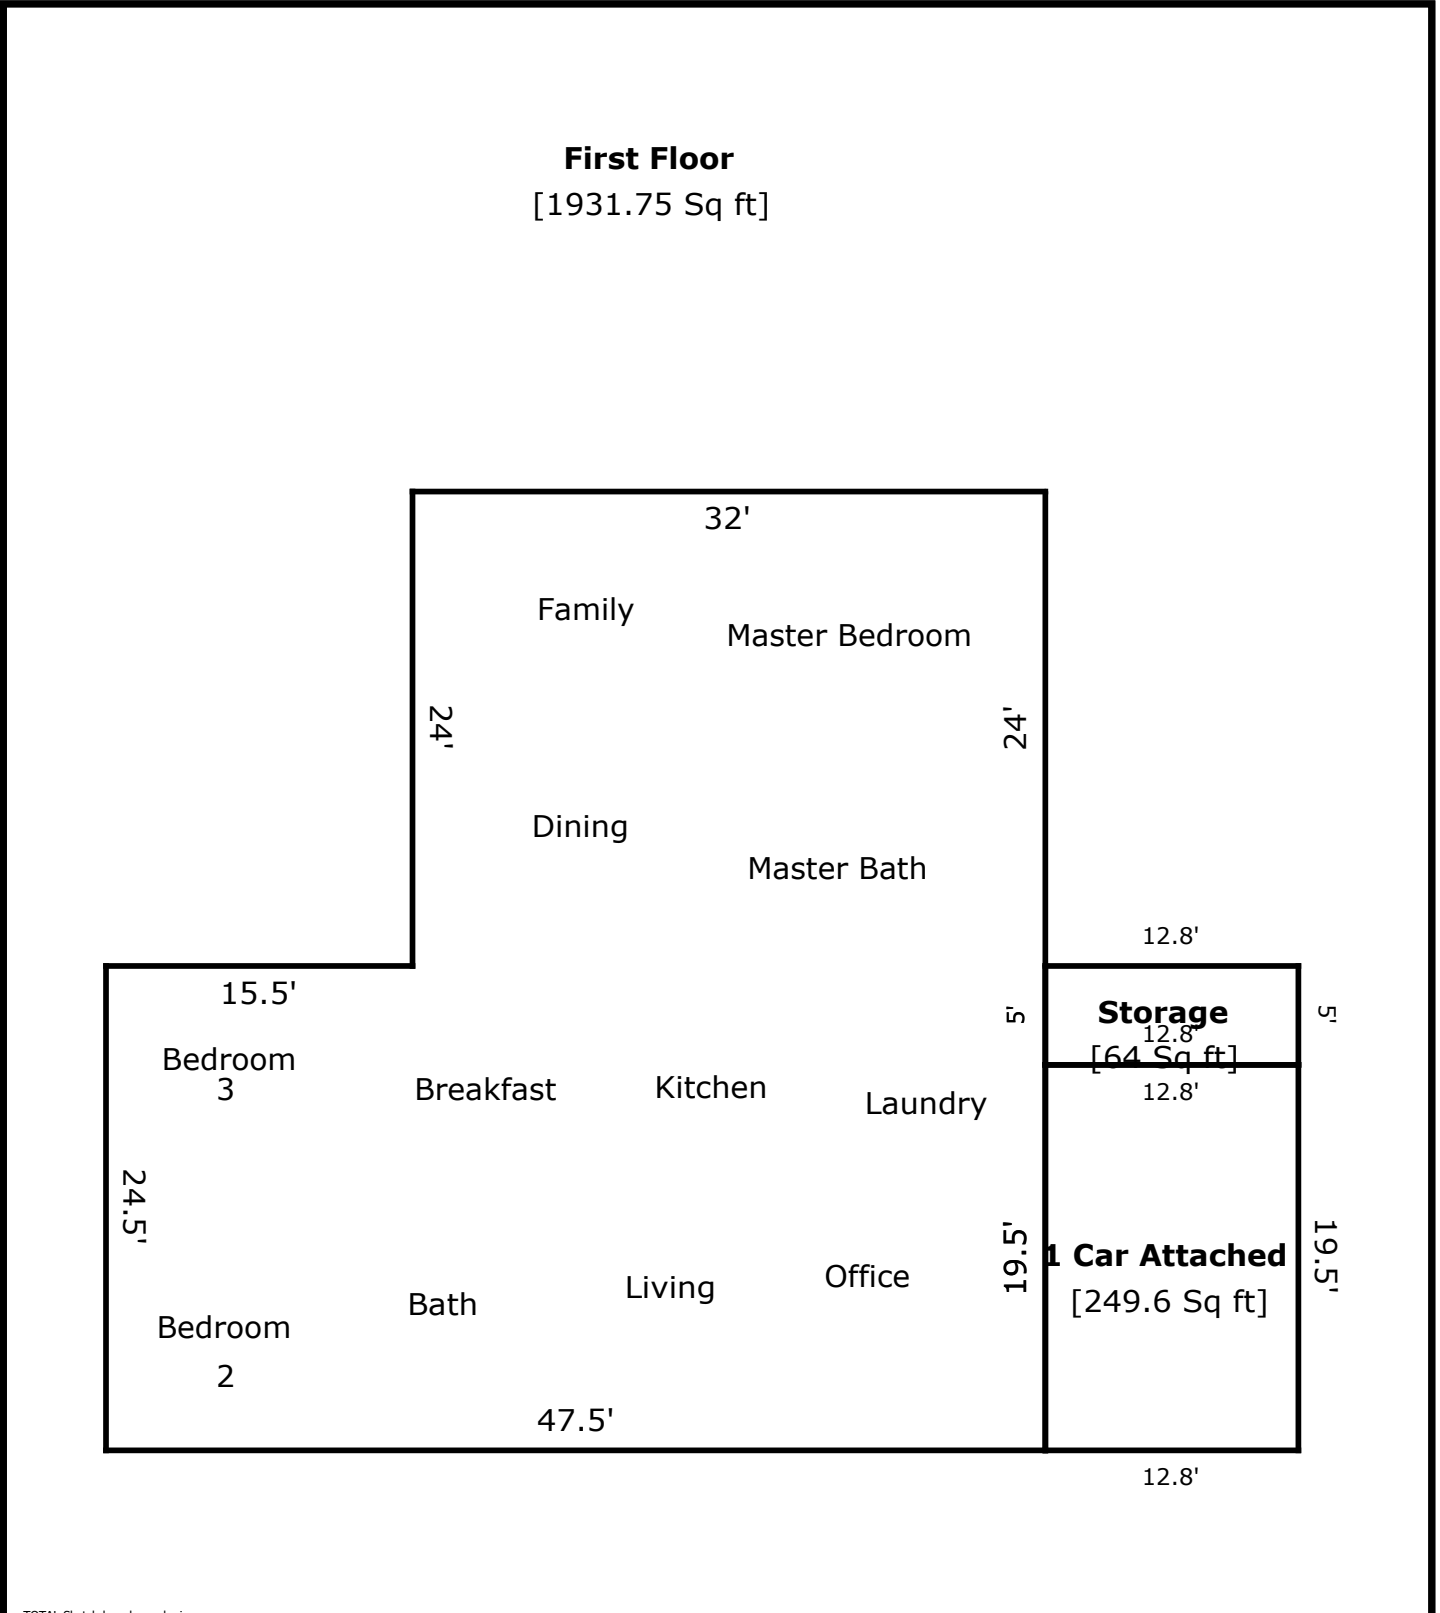 First Floor
[1931.75 Sq ft]
32'
Family
Master Bedroom
24'
24'
Dining
Master Bath
12.8'
15.5'
5'
Storage
5'
12.8'
[64 Sq ft]
Bedroom
3
Breakfast
Kitchen
Laundry
12.8'
24.5'
19.5'
1 Car Attached
19.5'
[249.6 Sq ft]
Office
Living
Bath
Bedroom
2
47.5'
12.8'